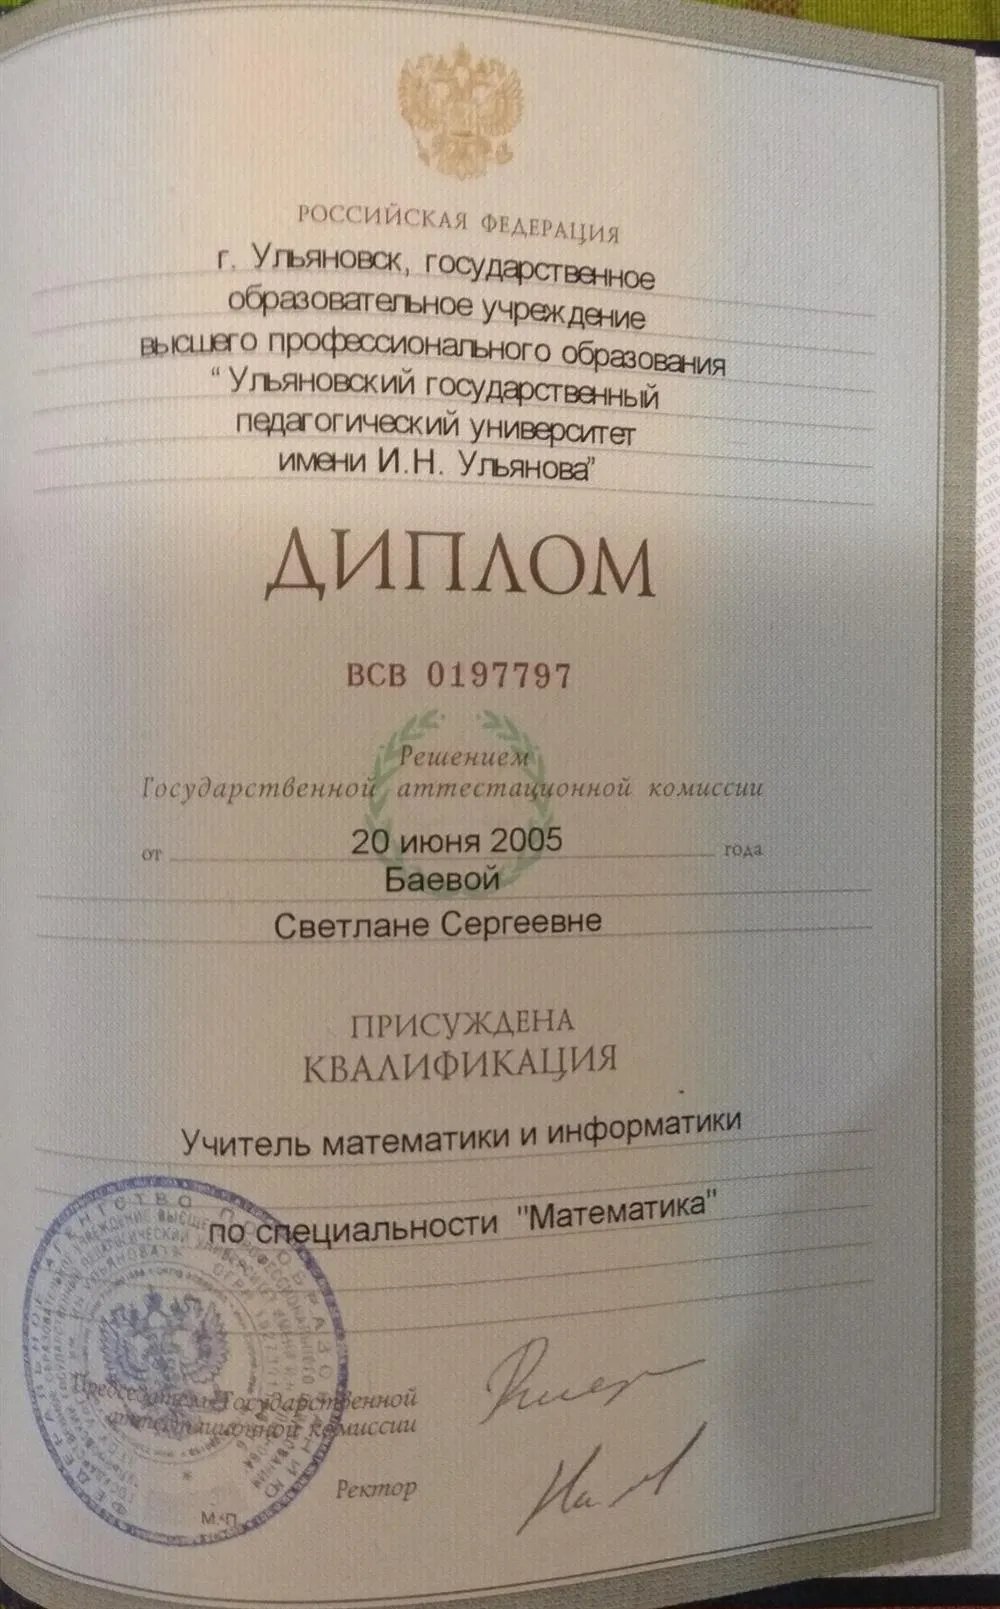 РОССИЙСКАЯ ФЕДЕРАЦИЯ
г. Ульяновск, государственное
образовательное учреждение
высшего профессионального образования
“ Ульяновский государственный
педагогический университет
имени И.Н. Ульянова”
ДИПЛОМ
ВСВ 0197797
Решением
Государственной аттестационной комиссии
от 20 июня 2005 года
Баевой
Светлане Сергеевне
ПРИСУЖДЕНА
КВАЛИФИКАЦИЯ
Учитель математики и информатики
по специальности "Математика"
Председатель Государственной
аттестационной комиссии
Ректор
М. п.